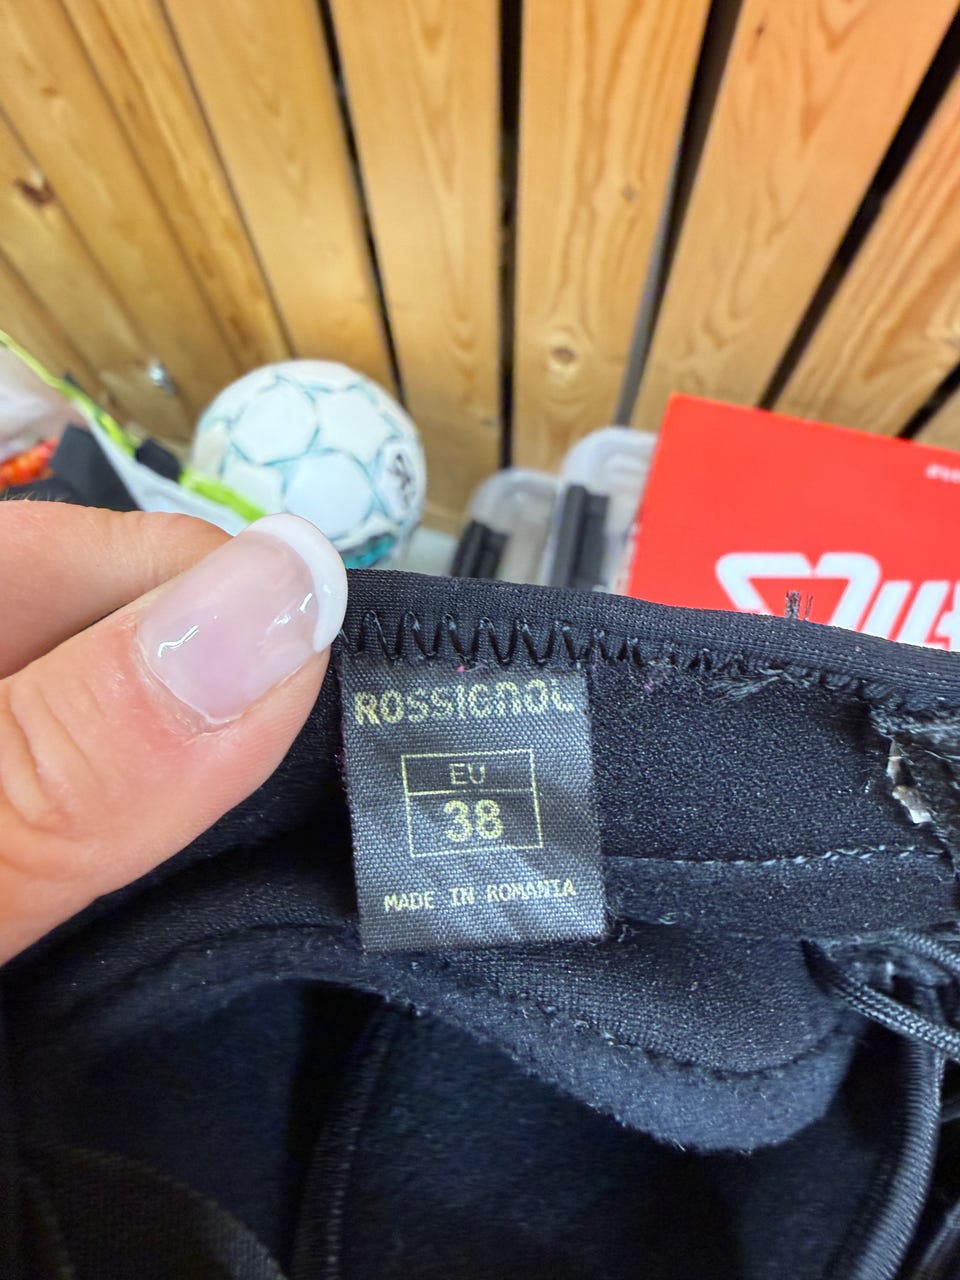 ROSSIGNOL
EU
38
MADE IN ROMANIA